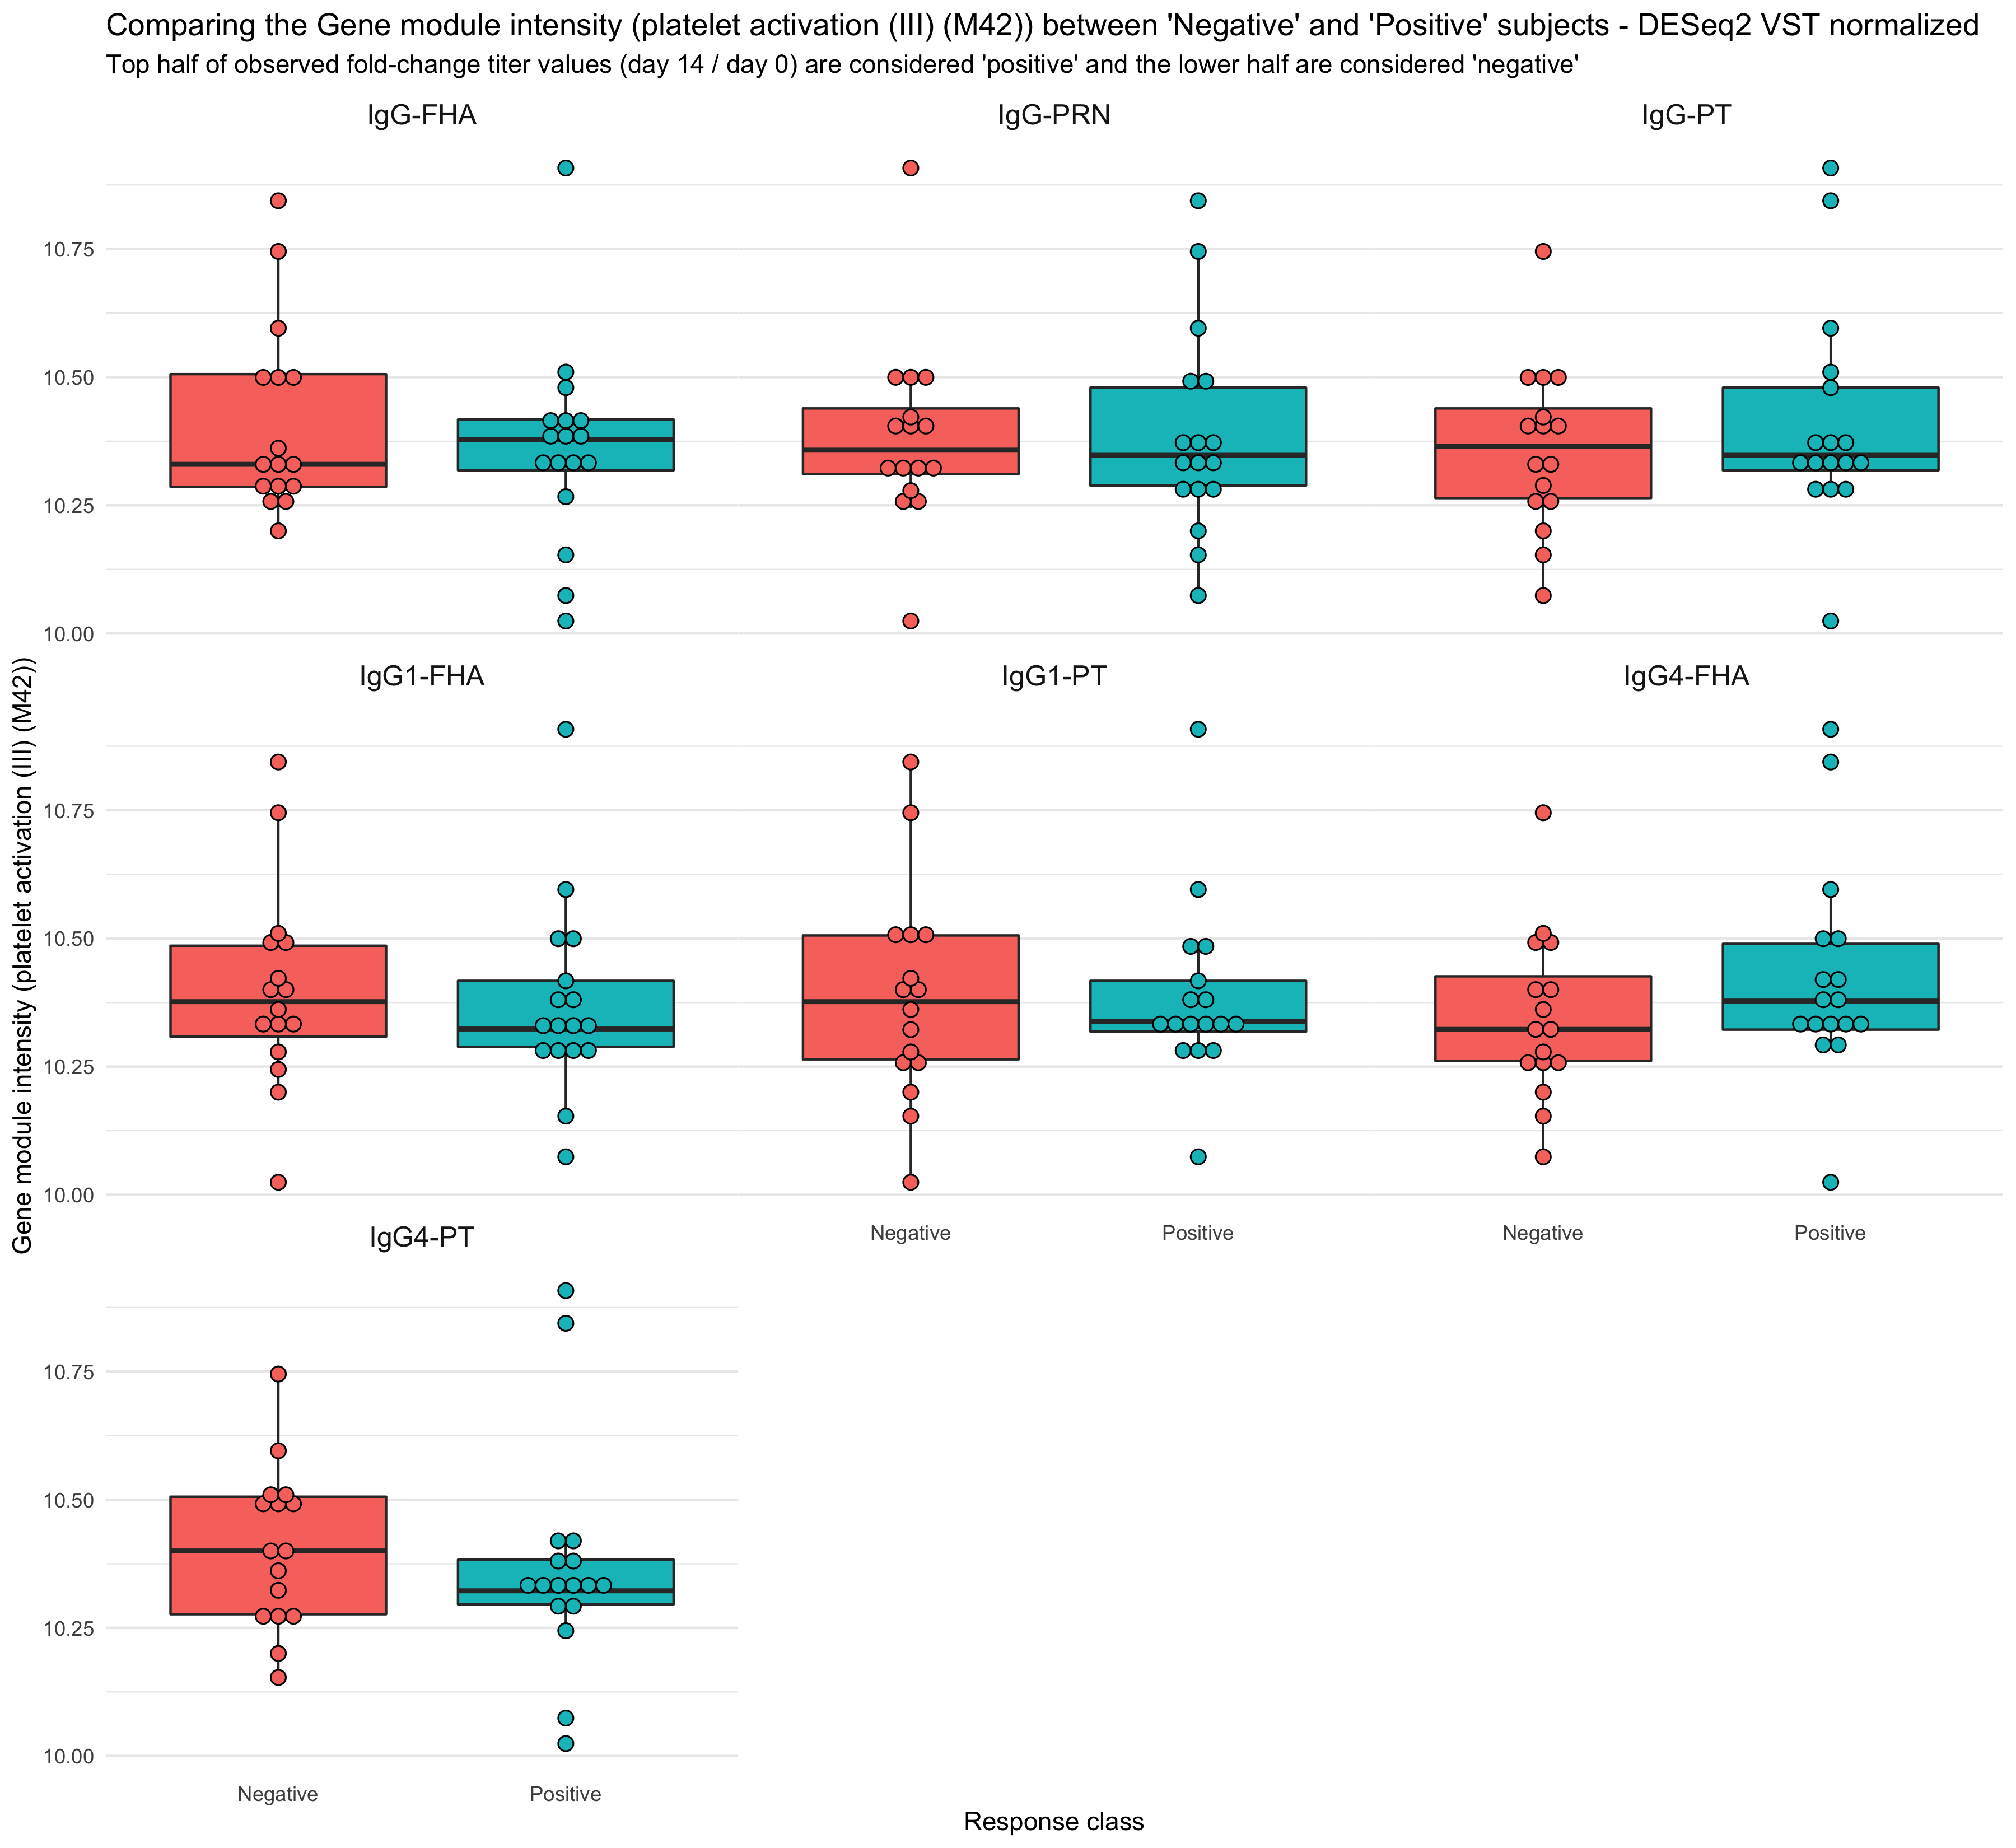 Comparing the Gene module intensity (platelet activation (III) (M42)) between 'Negative' and 'Positive' subjects - DESeq2 VST normalized
Top half of observed fold-change titer values (day 14 / day 0) are considered 'positive' and the lower half are considered 'negative'
IgG-FHA
IgG-PRN
IgG-PT
10.75
10.50
10.25
10.00
IgG1-FHA
IgG1-PT
IgG4-FHA
10.75
10.50
10.25
10.00
Negative
Positive
Negative
Positive
IgG4-PT
10.75
10.50
10.25
10.00
Negative
Positive
Gene module intensity (platelet activation (III) (M42))
Response class